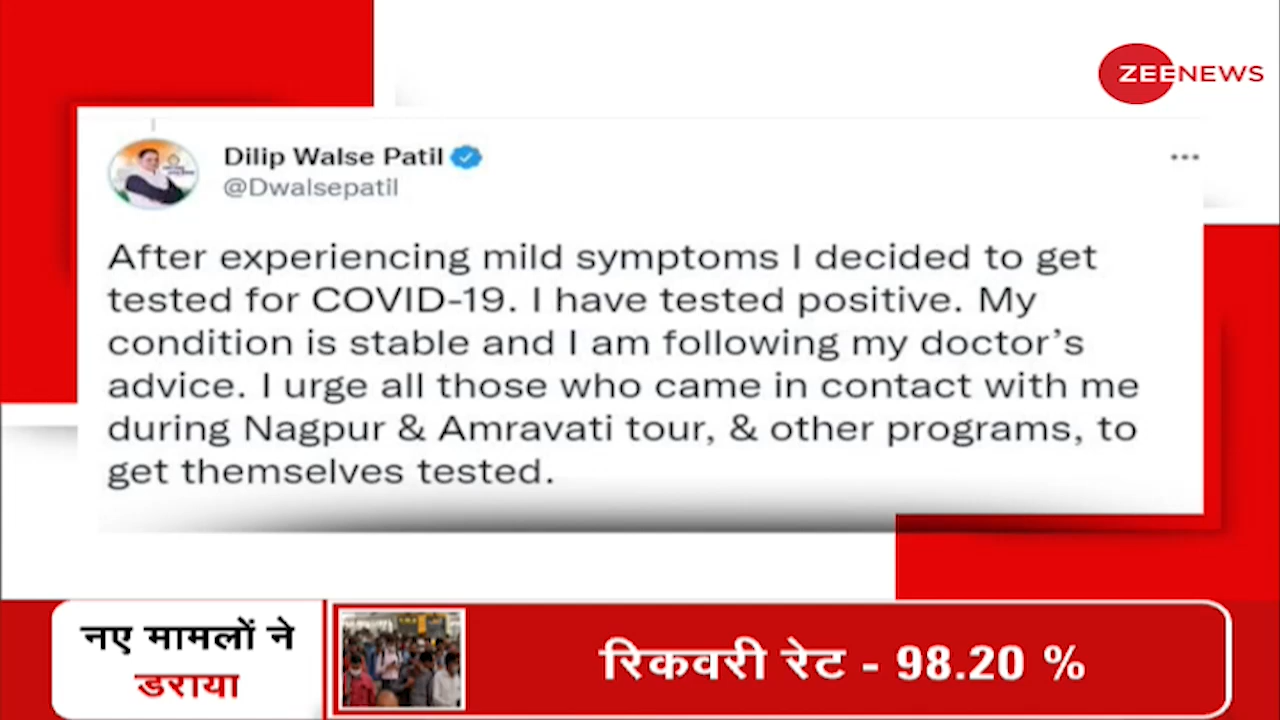 ZEENEWS
Dilip Walse Patil
@Dwalsepatil
After experiencing mild symptoms I decided to get
tested for COVID-19. I have tested positive. My
condition is stable and I am following my doctor’s
advice. I urge all those who came in contact with me
during Nagpur & Amravati tour, & other programs, to
get themselves tested.
नए मामलों ने
डराया
रिकवरी रेट - 98.20 %